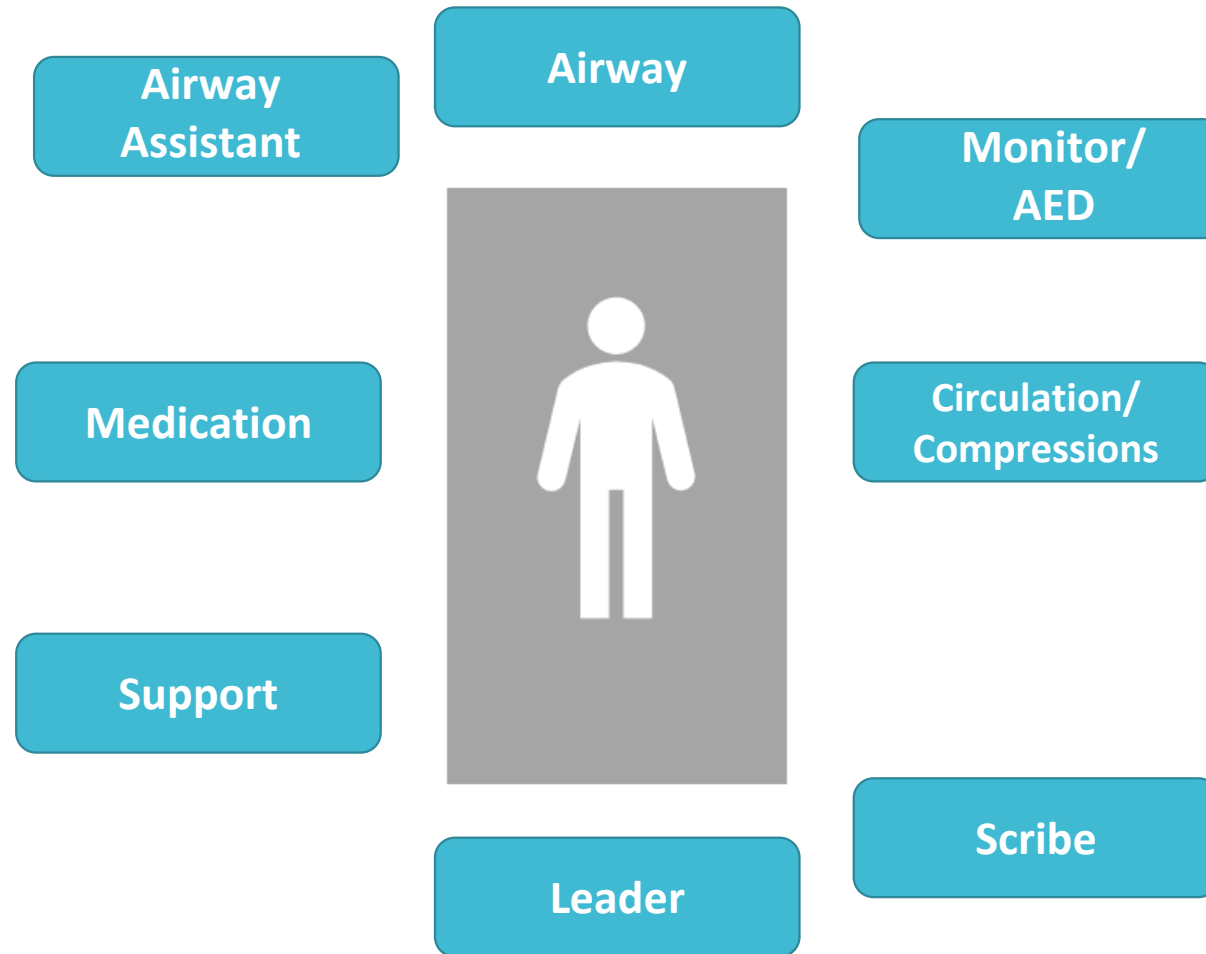 Airway
Airway
Assistant
Monitor/
AED
Medication
Circulation/
Compressions
Support
Scribe
Leader